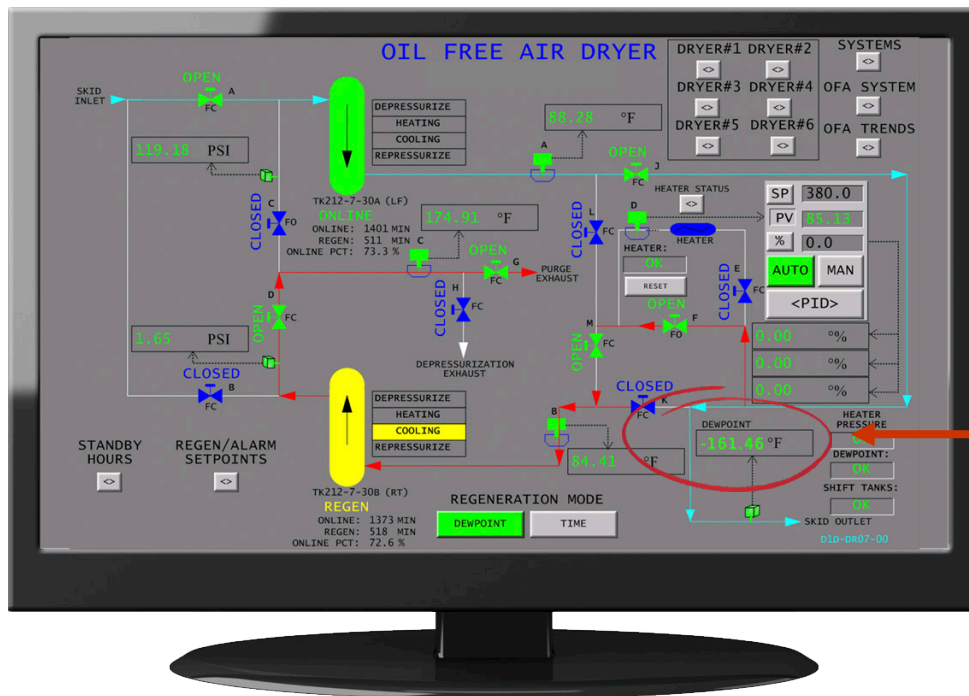 OIL FREE AIR DRYER
DRYER#1 DRYER#2
SYSTEMS
<>
<>
<>
DRYER#3 DRYER#4
OFA SYSTEM
<>
<>
<>
DRYER#5 DRYER#6
OFA TRENDS
<>
<>
<>
SKID
INLET
OPEN
A
FC
119.18 PSI
C
CLOSED
FO
DEPRESSURIZE
HEATING
COOLING
REPRESSURIZE
TK212-7-30A (LF)
ONLINE
ONLINE: 1401 MIN
REGEN: 511 MIN
ONLINE PCT: 73.3 %
88.28 °F
A
OPEN
J
FC
174.91 °F
C
OPEN
G
FC
PURGE
EXHAUST
H
CLOSED
FC
DEPRESSURIZATION
EXHAUST
L
CLOSED
FC
HEATER STATUS
<>
D
HEATER
HEATER:
OK
RESET
E
CLOSED
FC
OPEN
F
FO
SP 380.0
PV 85.13
% 0.0
AUTO MAN
<PID>
0.00 °%
0.00 °%
0.00 °%
D
OPEN
FC
1.65 PSI
CLOSED
B
FC
M
OPEN
FC
CLOSED
K
FC
DEPRESSURIZE
HEATING
COOLING
REPRESSURIZE
TK212-7-30B (RT)
REGEN
ONLINE: 1373 MIN
REGEN: 518 MIN
ONLINE PCT: 72.6 %
B
84.41 °F
DEWPOINT
-161.46 °F
HEATER
PRESSURE
DEWPOINT:
OK
SHIFT TANKS:
OK
STANDBY
HOURS
<>
REGEN/ALARM
SETPOINTS
<>
REGENERATION MODE
DEWPOINT TIME
SKID OUTLET
D1D-DR07-00